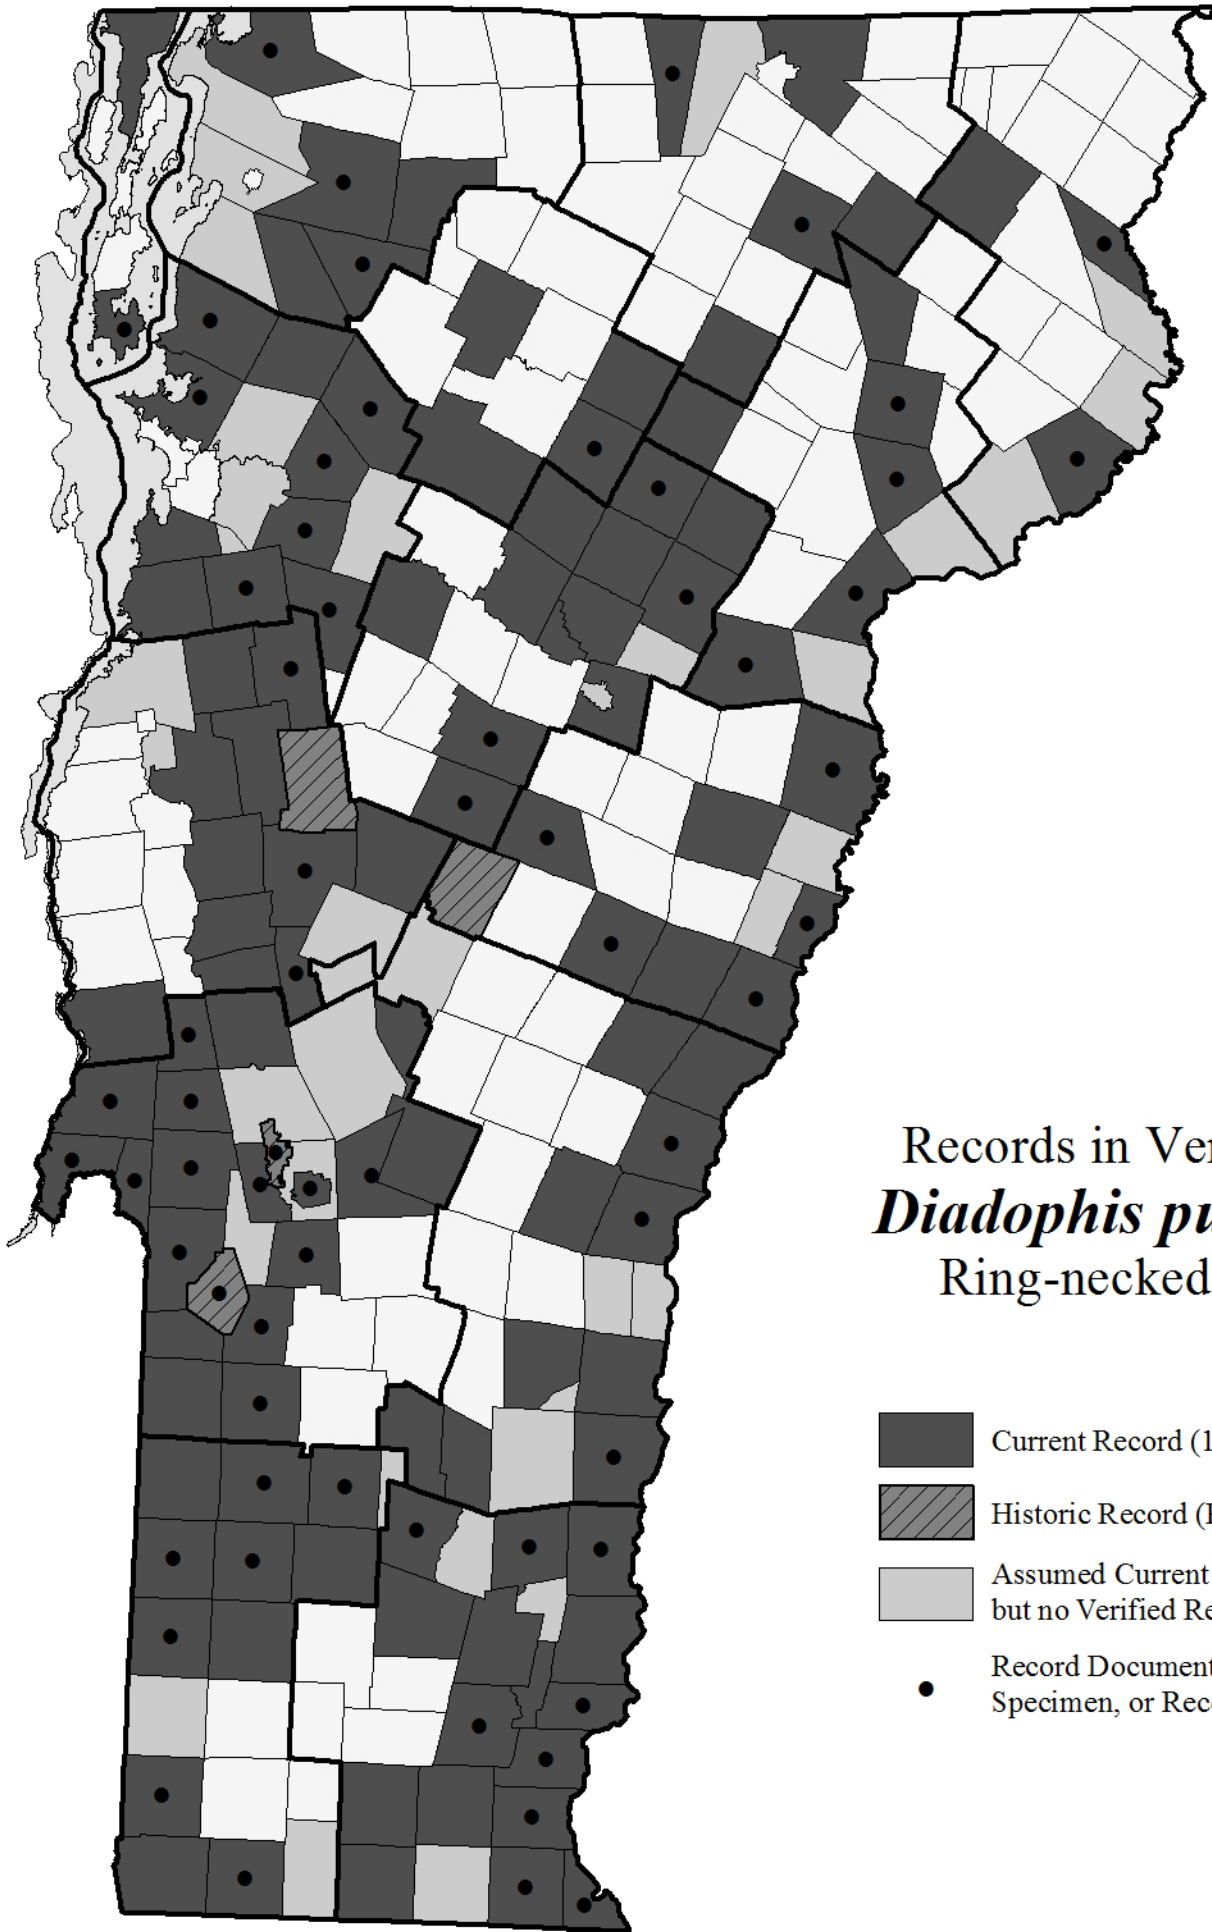 Records in Ver
Diadophis pu
Ring-necked
Current Record (1
Historic Record (
Assumed Current
but no Verified Re
Record Document
Specimen, or Reco